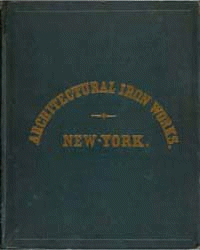 ARCHITECTURAL IRON WORKS.
NEW-YORK.